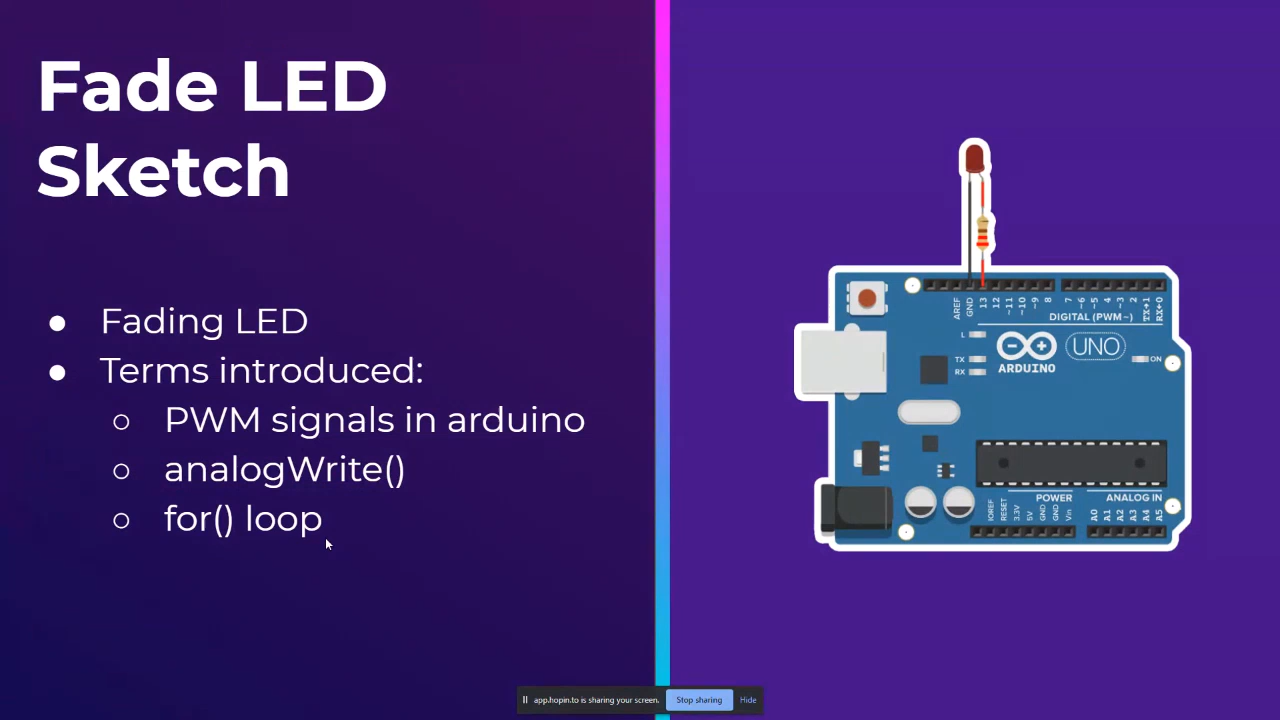 Fade LED
Sketch
● Fading LED
● Terms introduced:
○ PWM signals in arduino
○ analogWrite()
○ for() loop
AREF
GND
13
12
~11
~10
~9
8
7
~6
~5
4
~3
2
TX→1
RX←0
DIGITAL (PWM~)
L
TX
RX
ARDUINO
UNO
ON
POWER
ANALOG IN
IOREF
RESET
3.3V
5V
GND
GND
Vin
A0
A1
A2
A3
A4
A5
app.hopin.to is sharing your screen.
Stop sharing
Hide